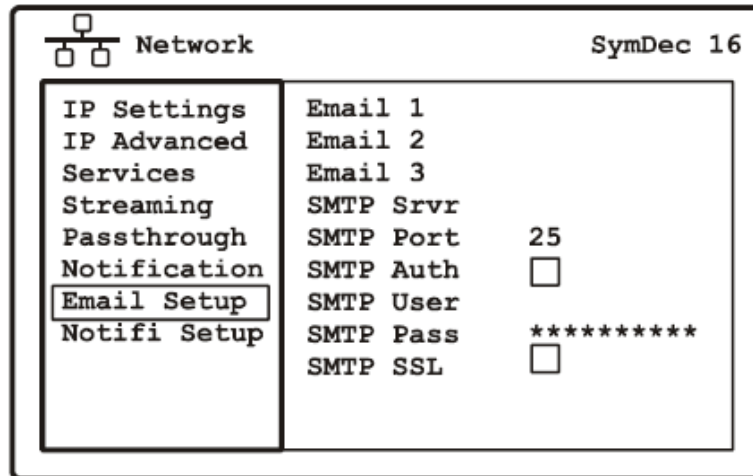 Network
SymDec 16
IP Settings
IP Advanced
Services
Streaming
Passthrough
Notification
Email Setup
Notifi Setup
Email 1
Email 2
Email 3
SMTP Srvr
SMTP Port 25
SMTP Auth
SMTP User
SMTP Pass **********
SMTP SSL